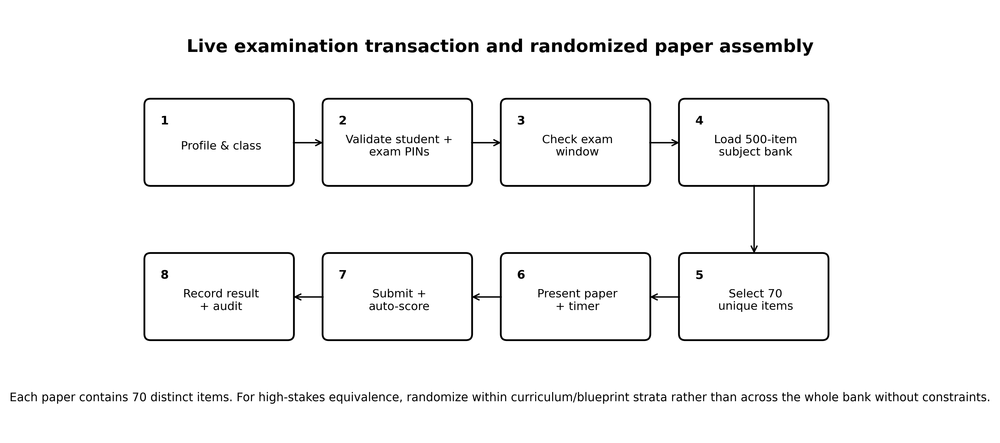 Live examination transaction and randomized paper assembly
1
Profile & class
2
Validate student +
exam PINs
3
Check exam
window
4
Load 500-item
subject bank
5
Select 70
unique items
6
Present paper
+ timer
7
Submit +
auto-score
8
Record result
+ audit
Each paper contains 70 distinct items. For high-stakes equivalence, randomize within curriculum/blueprint strata rather than across the whole bank without constraints.